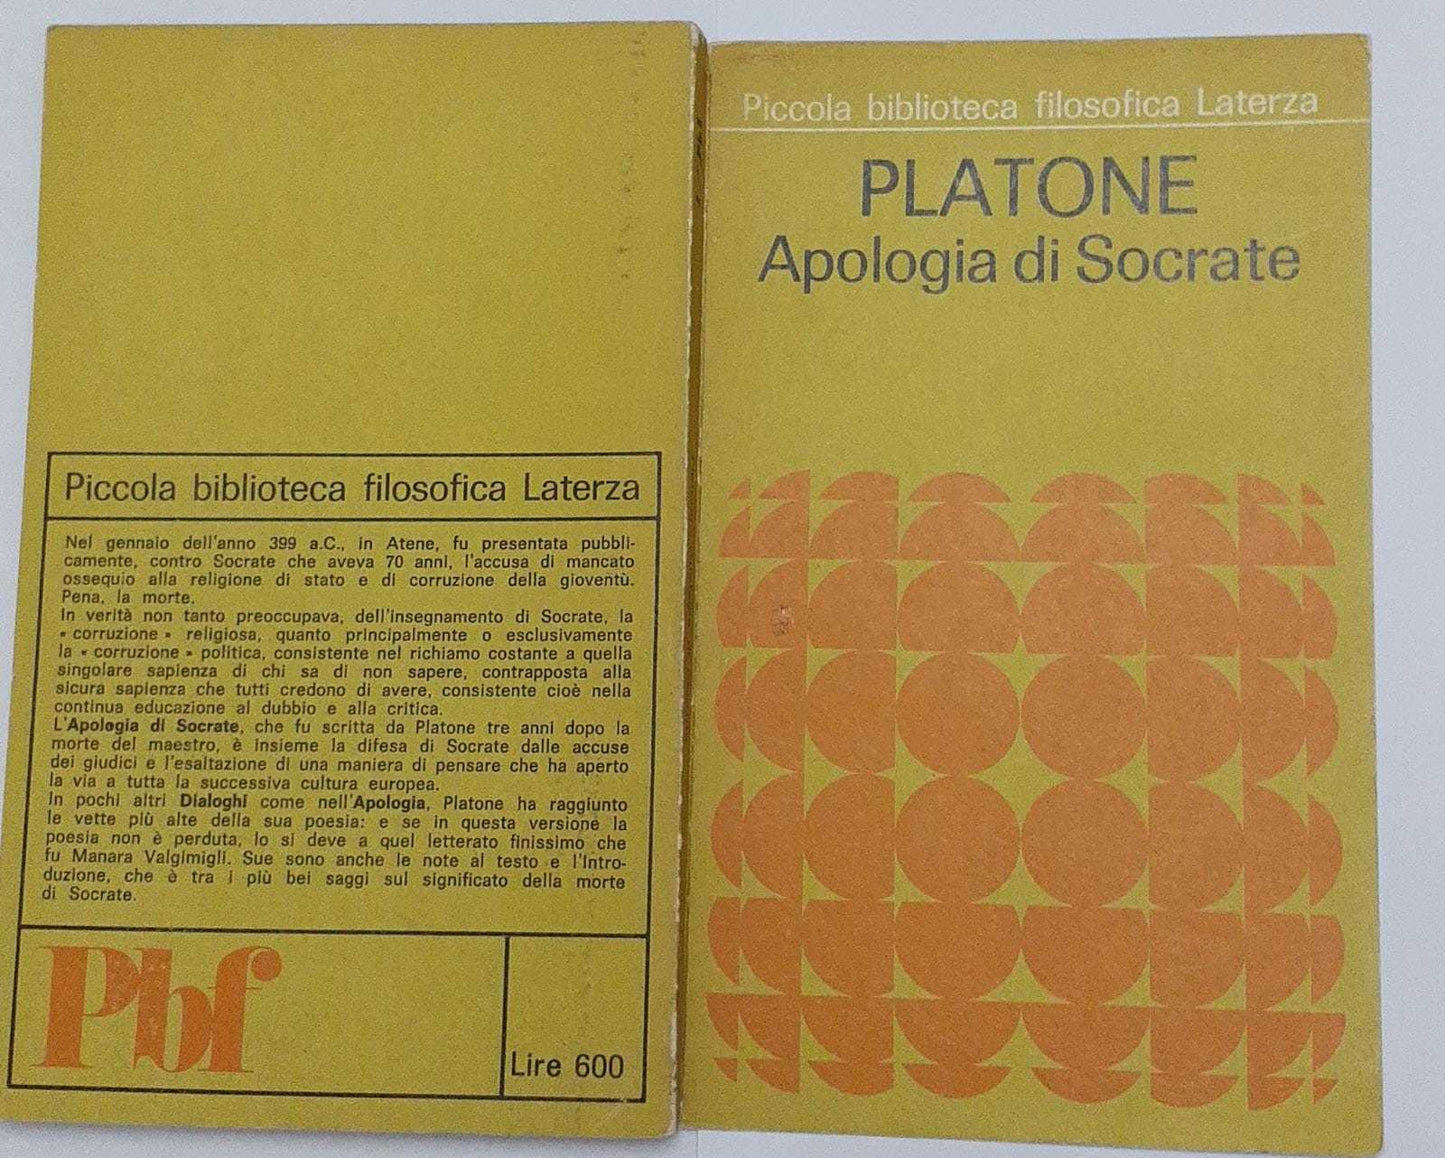 Piccola biblioteca filosofica Laterza
Nel gennaio dell'anno 399 a.C., in Atene, fu presentata pubbli-
camente, contro Socrate che aveva 70 anni, l'accusa di mancato
ossequio alla religione di stato e di corruzione della gioventù.
Pena, la morte.
In verità non tanto preoccupava, dell'insegnamento di Socrate, la
« corruzione » religiosa, quanto principalmente o esclusivamente
la « corruzione » politica, consistente nel richiamo costante a quella
singolare sapienza di chi sa di non sapere, contrapposta alla
sicura sapienza che tutti credono di avere, consistente cioè nella
continua educazione al dubbio e alla critica.
L'Apologia di Socrate, che fu scritta da Platone tre anni dopo la
morte del maestro, è insieme la difesa di Socrate dalle accuse
dei giudici e l'esaltazione di una maniera di pensare che ha aperto
la via a tutta la successiva cultura europea.
In pochi altri Dialoghi come nell'Apologia, Platone ha raggiunto
le vette più alte della sua poesia: e se in questa versione la
poesia non è perduta, lo si deve a quel letterato finissimo che
fu Manara Valgimigli. Sue sono anche le note al testo e l'Intro-
duzione, che è tra i più bei saggi sul significato della morte
di Socrate.
Pbf
Lire 600
Piccola biblioteca filosofica Laterza
PLATONE
Apologia di Socrate